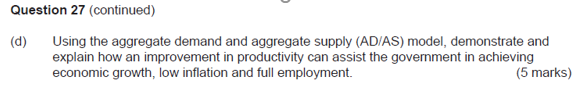 Question 27 (continued)
(d) Using the aggregate demand and aggregate supply (AD/AS) model, demonstrate and
explain how an improvement in productivity can assist the government in achieving
economic growth, low inflation and full employment. (5 marks)